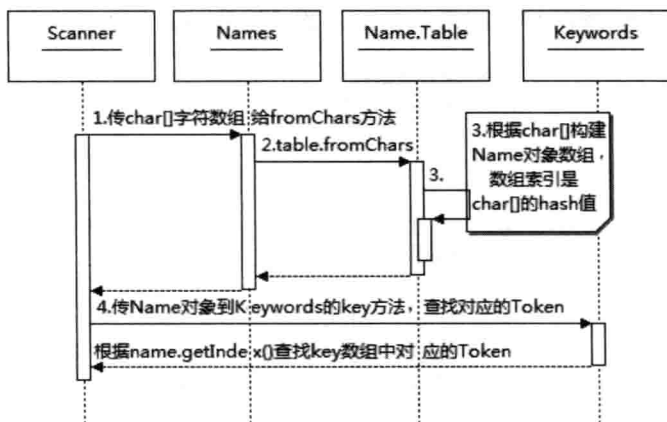 Scanner
Names
Name.Table
Keywords
1.传char[]字符数组 给fromChars方法
2.table.fromChars
3.
3.根据char[]构建
Name对象数组，
数组索引是
char[]的hash值
4.传Name对象到K eywords的key方法，查找对应的Token
根据name.getInde x()查找key数组中对 应的Token